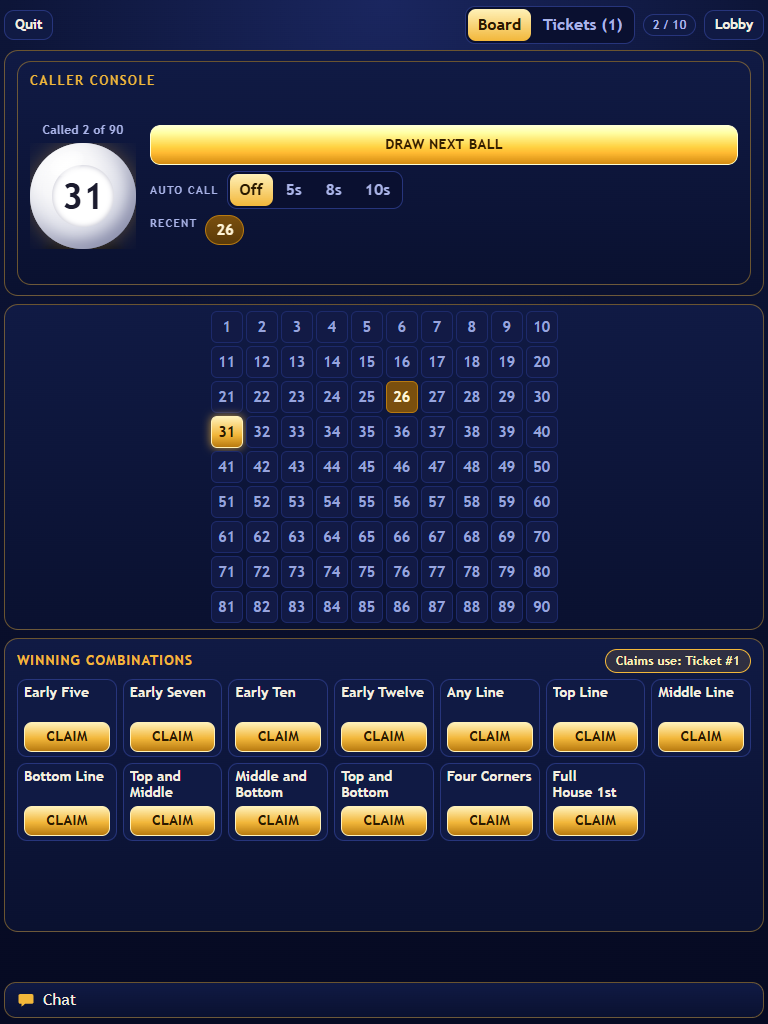 Quit
Board Tickets (1) 2 / 10 Lobby
CALLER CONSOLE
Called 2 of 90
31
DRAW NEXT BALL
AUTO CALL Off 5s 8s 10s
RECENT 26
1 2 3 4 5 6 7 8 9 10
11 12 13 14 15 16 17 18 19 20
21 22 23 24 25 26 27 28 29 30
31 32 33 34 35 36 37 38 39 40
41 42 43 44 45 46 47 48 49 50
51 52 53 54 55 56 57 58 59 60
61 62 63 64 65 66 67 68 69 70
71 72 73 74 75 76 77 78 79 80
81 82 83 84 85 86 87 88 89 90
WINNING COMBINATIONS
Claims use: Ticket #1
Early Five
CLAIM
Early Seven
CLAIM
Early Ten
CLAIM
Early Twelve
CLAIM
Any Line
CLAIM
Top Line
CLAIM
Middle Line
CLAIM
Bottom Line
CLAIM
Top and
Middle
CLAIM
Middle and
Bottom
CLAIM
Top and
Bottom
CLAIM
Four Corners
CLAIM
Full
House 1st
CLAIM
Chat